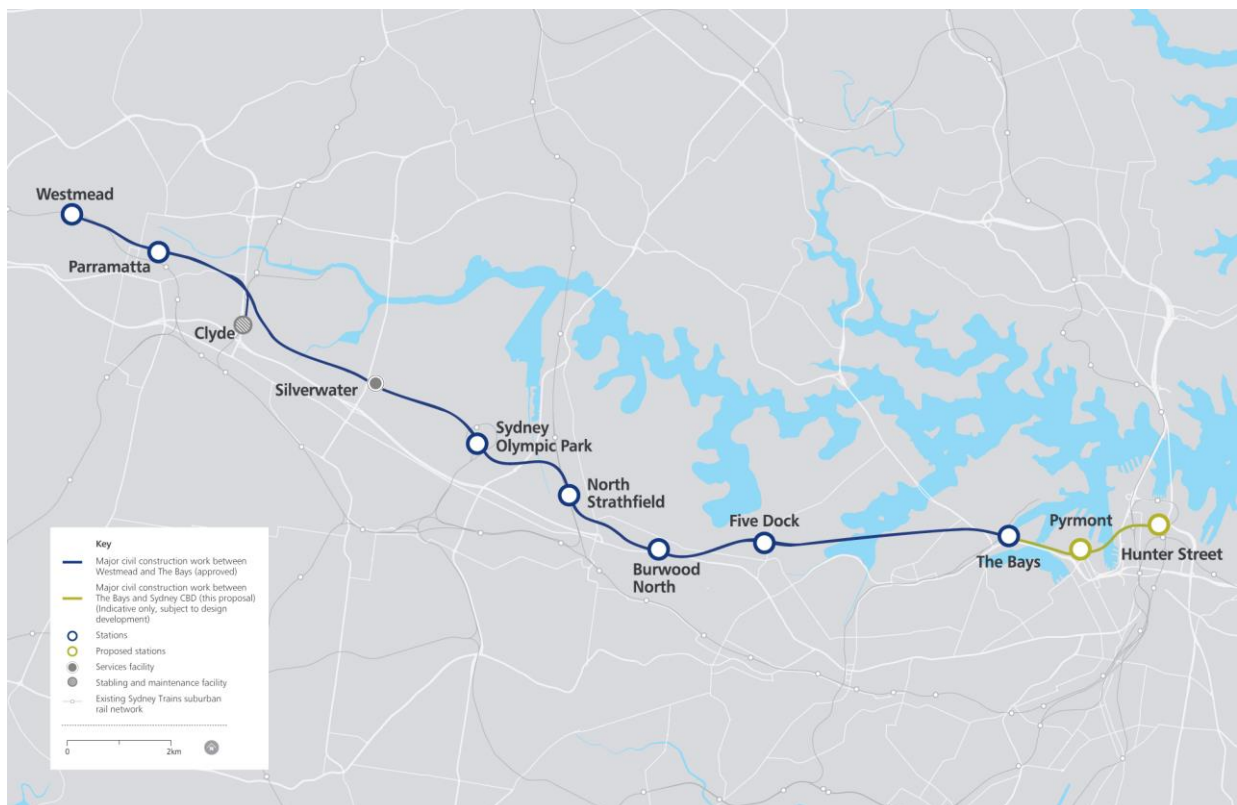 Westmead
Parramatta
Clyde
Silverwater
Sydney
Olympic Park
North
Strathfield
Five Dock
Burwood
North
Pyrmont
The Bays
Hunter Street
Key
Major civil construction work between
Westmead and The Bays (approved)
Major civil construction work between
The Bays and Sydney CBD (this proposal)
(Indicative only, subject to design
development)
Stations
Proposed stations
Services facility
Stabling and maintenance facility
Existing Sydney Trains suburban
rail network
0
2km